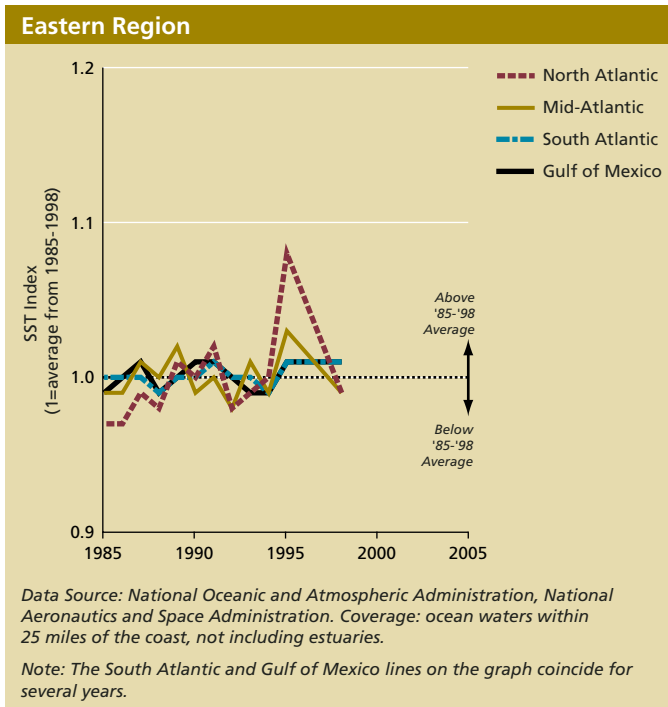 Eastern Region
1.2
1.1
1.0
0.9
SST Index
(1=average from 1985-1998)
1985
1990
1995
2000
2005
North Atlantic
Mid-Atlantic
South Atlantic
Gulf of Mexico
Above
'85-'98
Average
Below
'85-'98
Average
Data Source: National Oceanic and Atmospheric Administration, National
Aeronautics and Space Administration. Coverage: ocean waters within
25 miles of the coast, not including estuaries.
Note: The South Atlantic and Gulf of Mexico lines on the graph coincide for
several years.